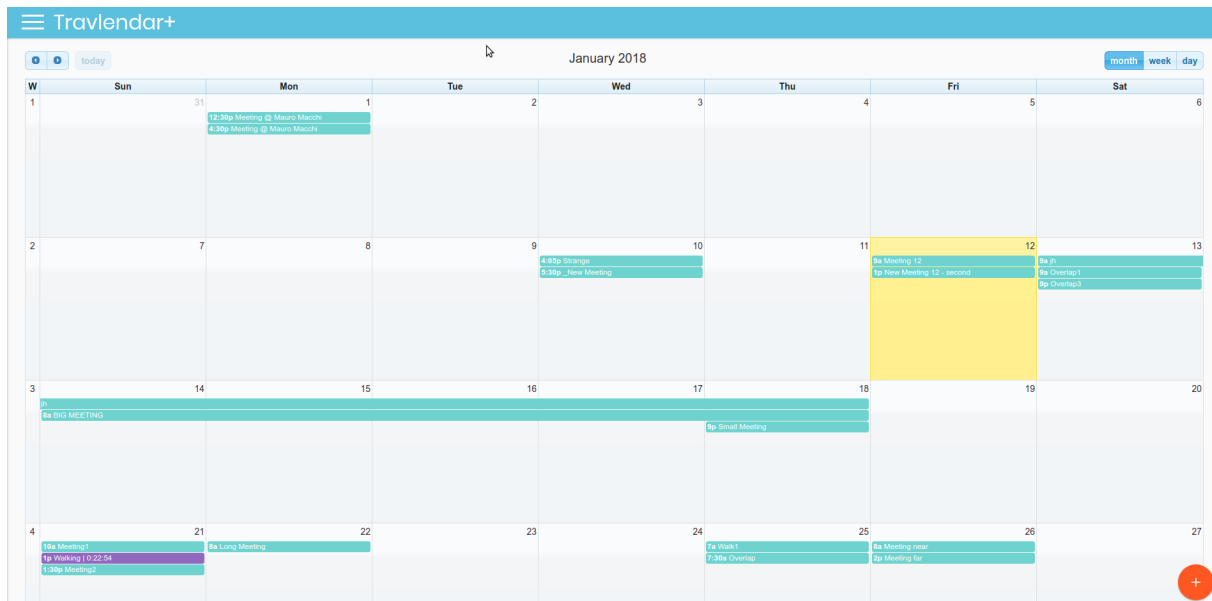 Travlendar+
today
January 2018
month week day
W Sun Mon Tue Wed Thu Fri Sat
1 31 1 2 3 4 5 6
12:30p Meeting @ Mauro Macchi
4:30p Meeting @ Mauro Macchi
2 7 8 9 10 11 12 13
4:05p Strange 9a Meeting 12 9a jh
5:30p _New Meeting 1p New Meeting 12 - second 9a Overlap1
9p Overlap3
3 14 15 16 17 18 19 20
jh
8a BIG MEETING
9p Small Meeting
4 21 22 23 24 25 26 27
10a Meeting1 8a Long Meeting 7a Walk1 8a Meeting near
1p Walking | 0:22:54 7:30a Overlap 2p Meeting far
1:30p Meeting2
+